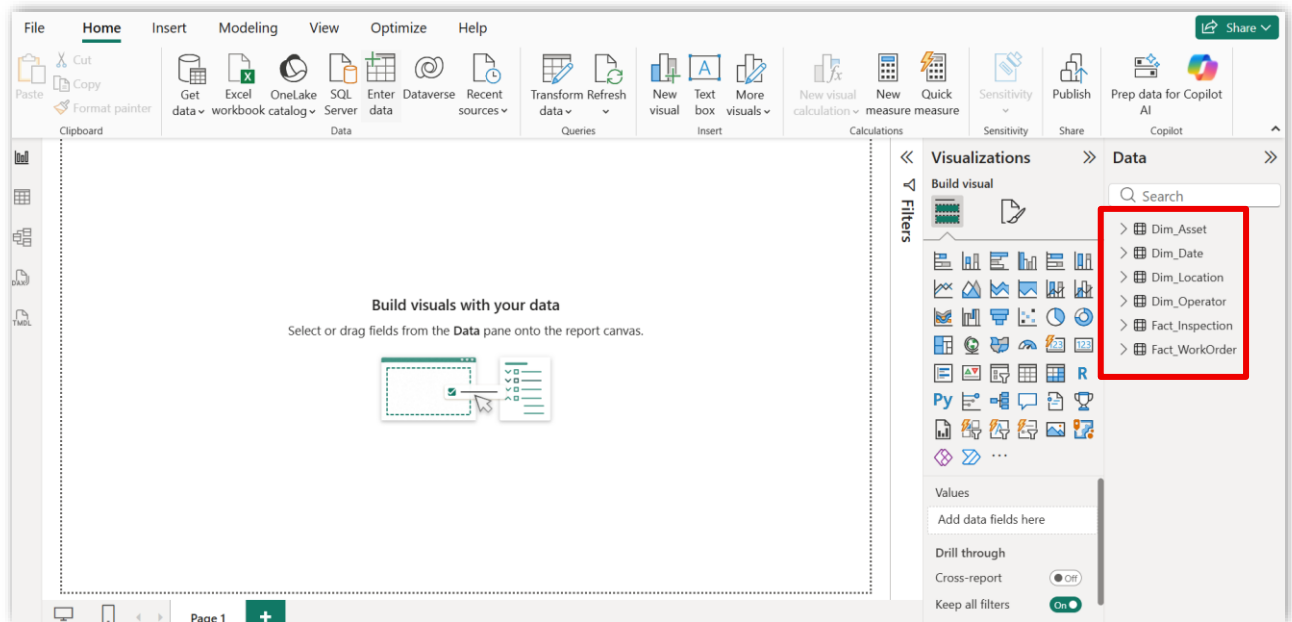 File Home Insert Modeling View Optimize Help Share
Paste
Cut
Copy
Format painter
Clipboard
Get data
Excel workbook
OneLake catalog
SQL Server
Enter data
Dataverse
Recent sources
Data
Transform data
Refresh
Queries
New visual
Text box
More visuals
Insert
New visual calculation
New measure
Quick measure
Calculations
Sensitivity
Sensitivity
Publish
Share
Prep data for AI
Copilot
Copilot
DAX
TMDL
Build visuals with your data
Select or drag fields from the Data pane onto the report canvas.
Filters
Visualizations
Build visual
123
123
R
Py
...
Values
Add data fields here
Drill through
Cross-report Off
Keep all filters On
Data
Search
Dim_Asset
Dim_Date
Dim_Location
Dim_Operator
Fact_Inspection
Fact_WorkOrder
Page 1
+